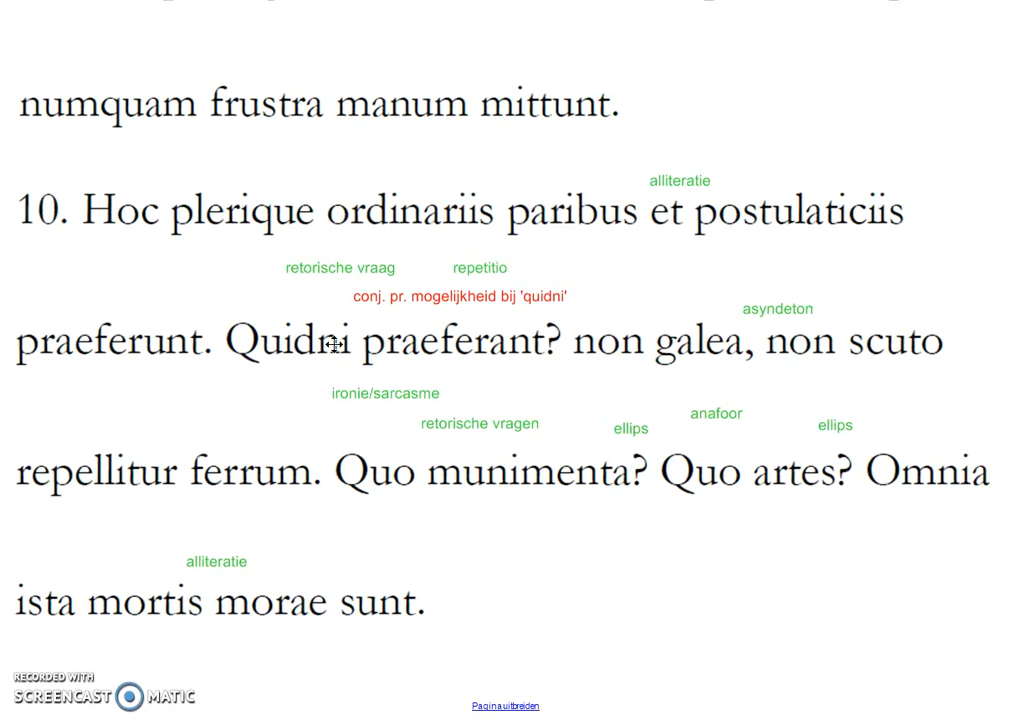 numquam frustra manum mittunt.
alliteratie
10. Hoc plerique ordinariis paribus et postulaticiis
retorische vraag repetitio
conj. pr. mogelijkheid bij 'quidni'
asyndeton
praeferunt. Quidni praeferant? non galea, non scuto
ironie/sarcasme
retorische vragen ellips anafoor ellips
repellitur ferrum. Quo munimenta? Quo artes? Omnia
alliteratie
ista mortis morae sunt.
RECORDED WITH
SCREENCAST MATIC
Pagina uitbreiden